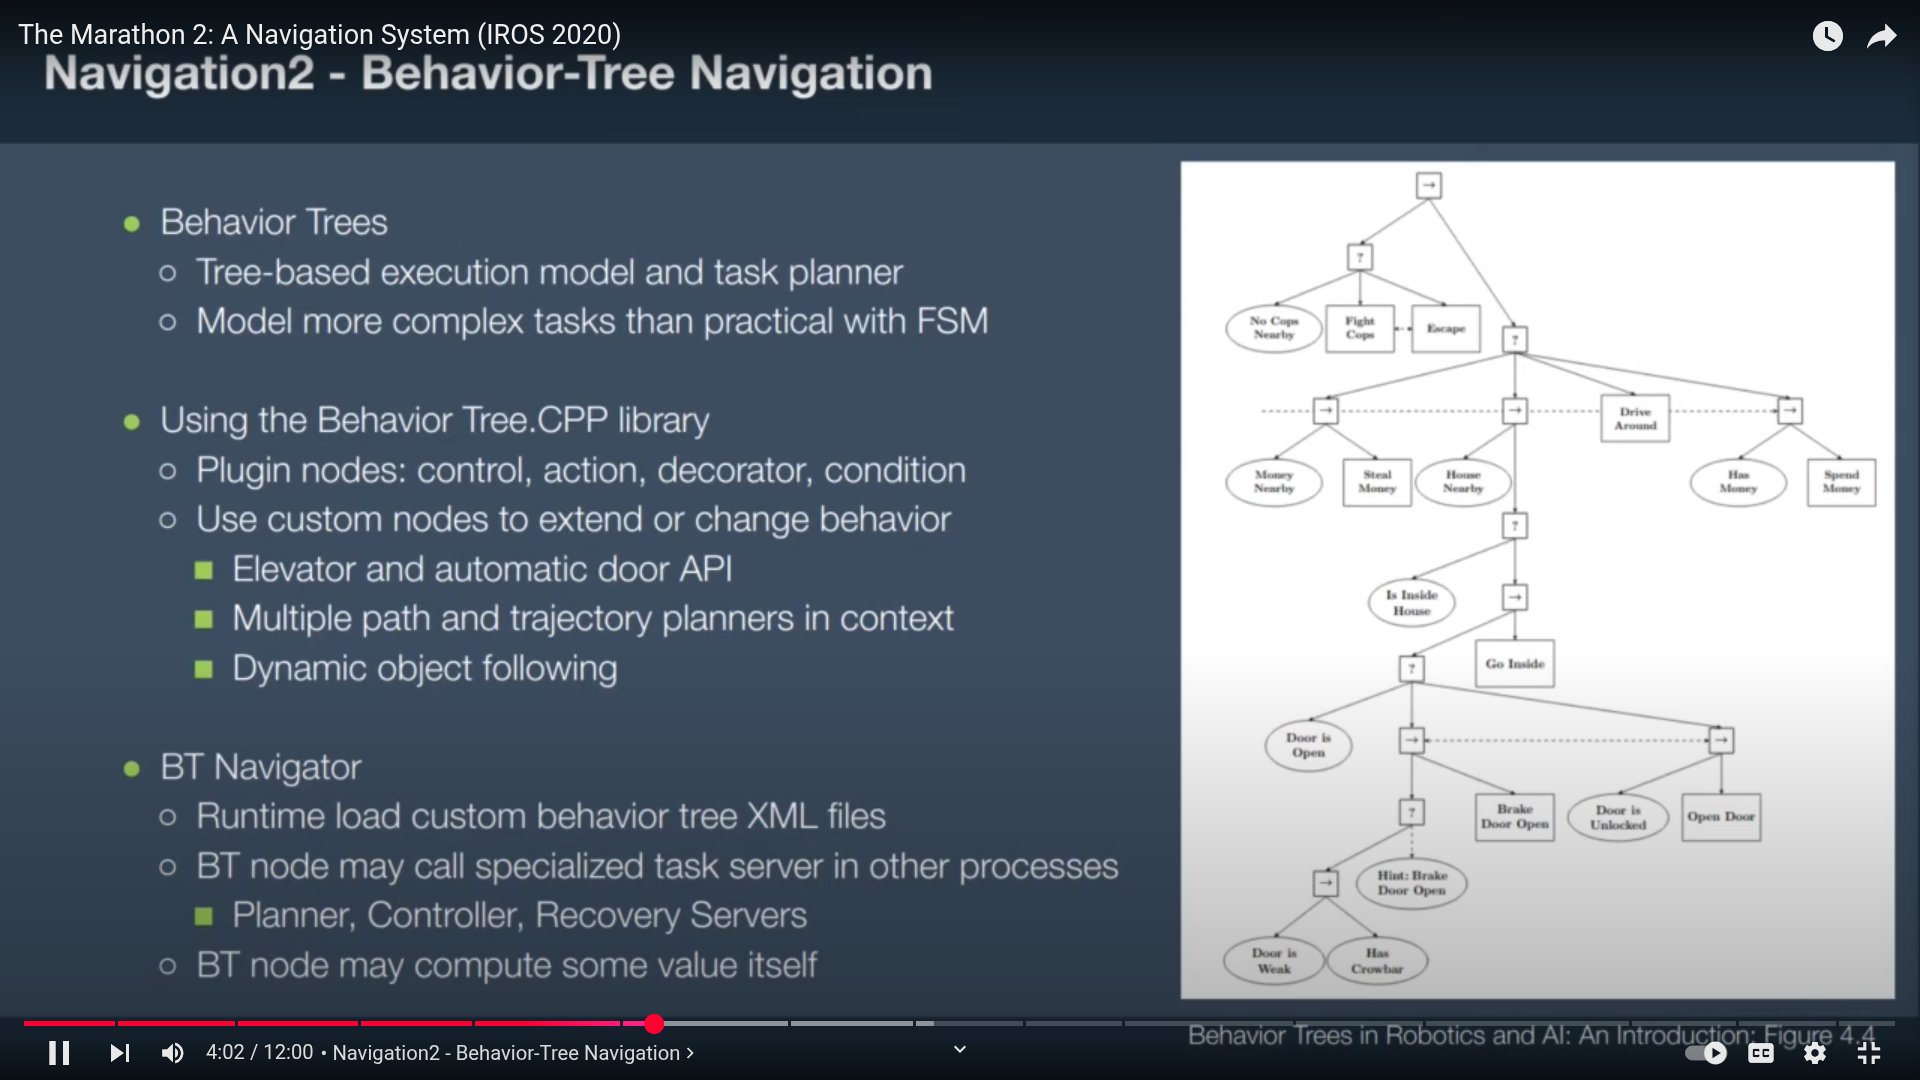 The Marathon 2: A Navigation System (IROS 2020)
Navigation2 - Behavior-Tree Navigation
Behavior Trees
Tree-based execution model and task planner
Model more complex tasks than practical with FSM
Using the Behavior Tree.CPP library
Plugin nodes: control, action, decorator, condition
Use custom nodes to extend or change behavior
Elevator and automatic door API
Multiple path and trajectory planners in context
Dynamic object following
BT Navigator
Runtime load custom behavior tree XML files
BT node may call specialized task server in other processes
Planner, Controller, Recovery Servers
BT node may compute some value itself
→
?
No Cops
Nearby
Fight
Cops
Escape
?
→
→
Drive
Around
→
Money
Nearby
Steal
Money
House
Nearby
Has
Money
Spend
Money
?
Is Inside
House
→
?
Go Inside
Door is
Open
→
→
?
Brake
Door Open
Door is
Unlocked
Open Door
→
Hint: Brake
Door Open
Door is
Weak
Has
Crowbar
Behavior Trees in Robotics and AI: An Introduction: Figure 4.4
4:02 / 12:00 • Navigation2 - Behavior-Tree Navigation >
CC